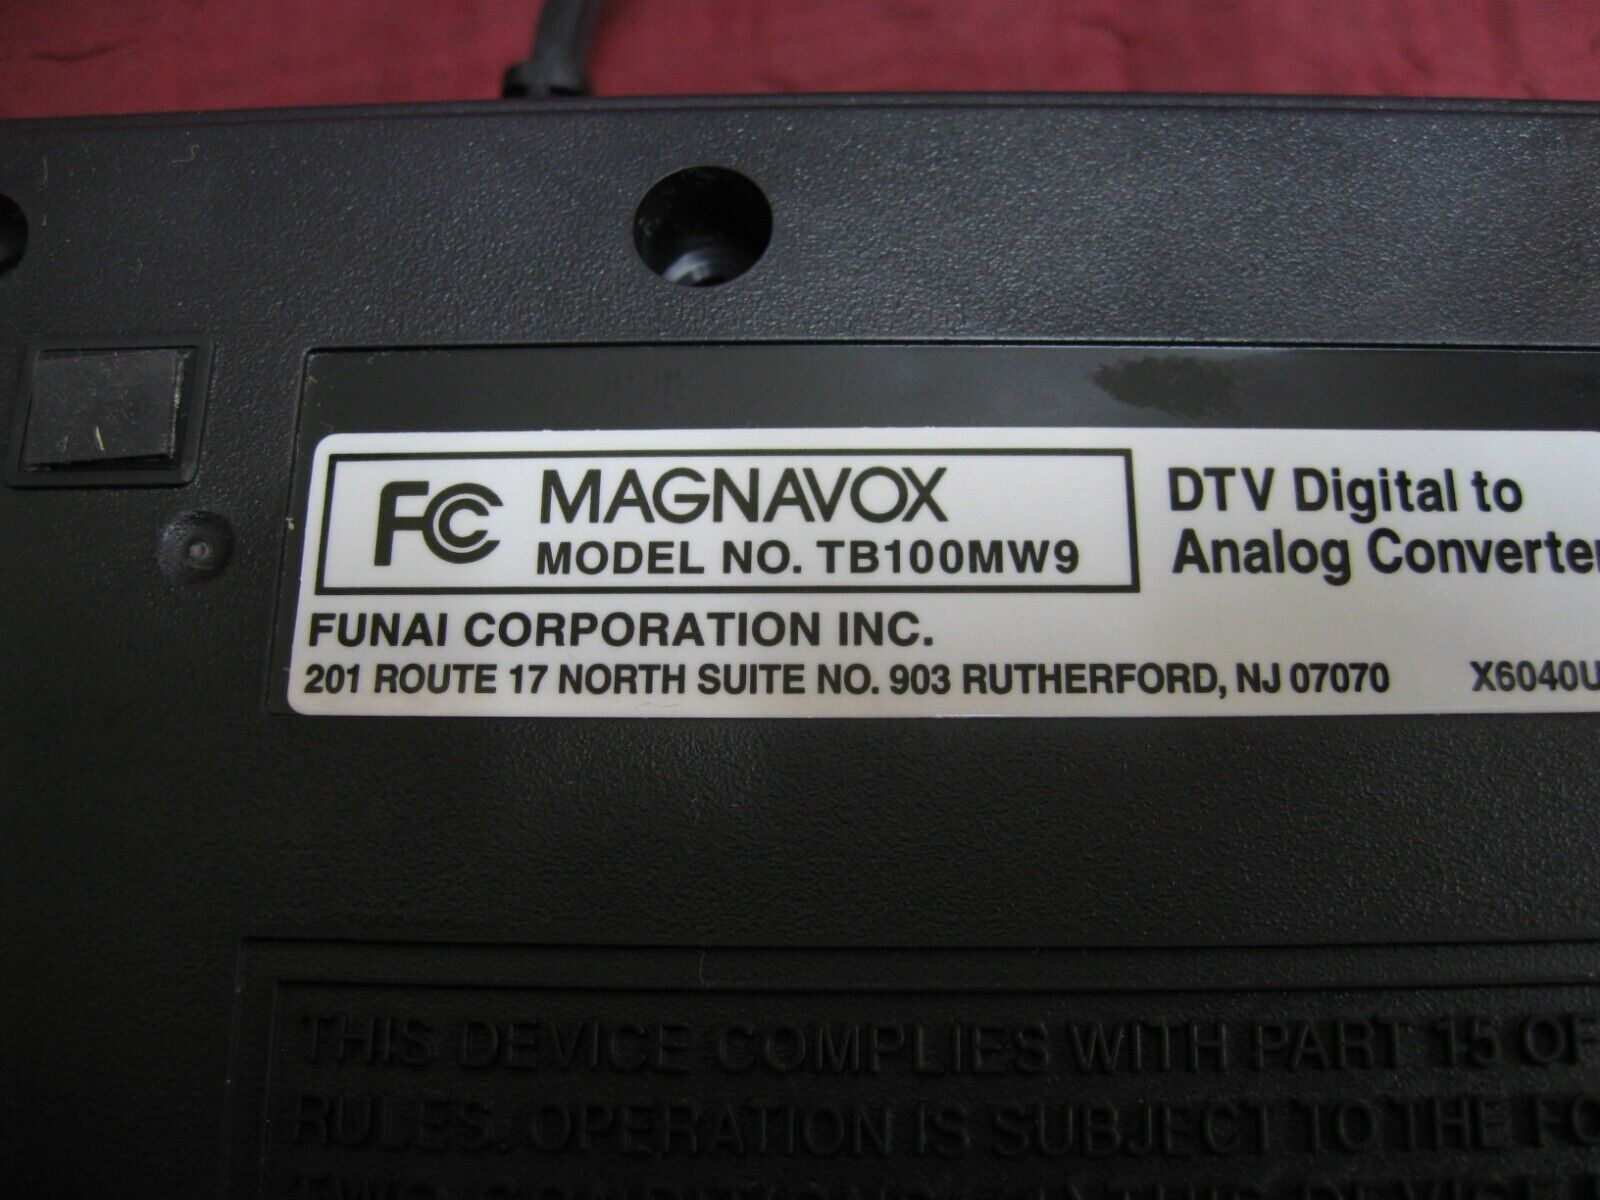 FC MAGNAVOX
MODEL NO. TB100MW9
DTV Digital to
Analog Converter
FUNAI CORPORATION INC.
201 ROUTE 17 NORTH SUITE NO. 903 RUTHERFORD, NJ 07070 X6040U
THIS DEVICE COMPLIES WITH PART 15 OF
RULES. OPERATION IS SUBJECT TO THE FO